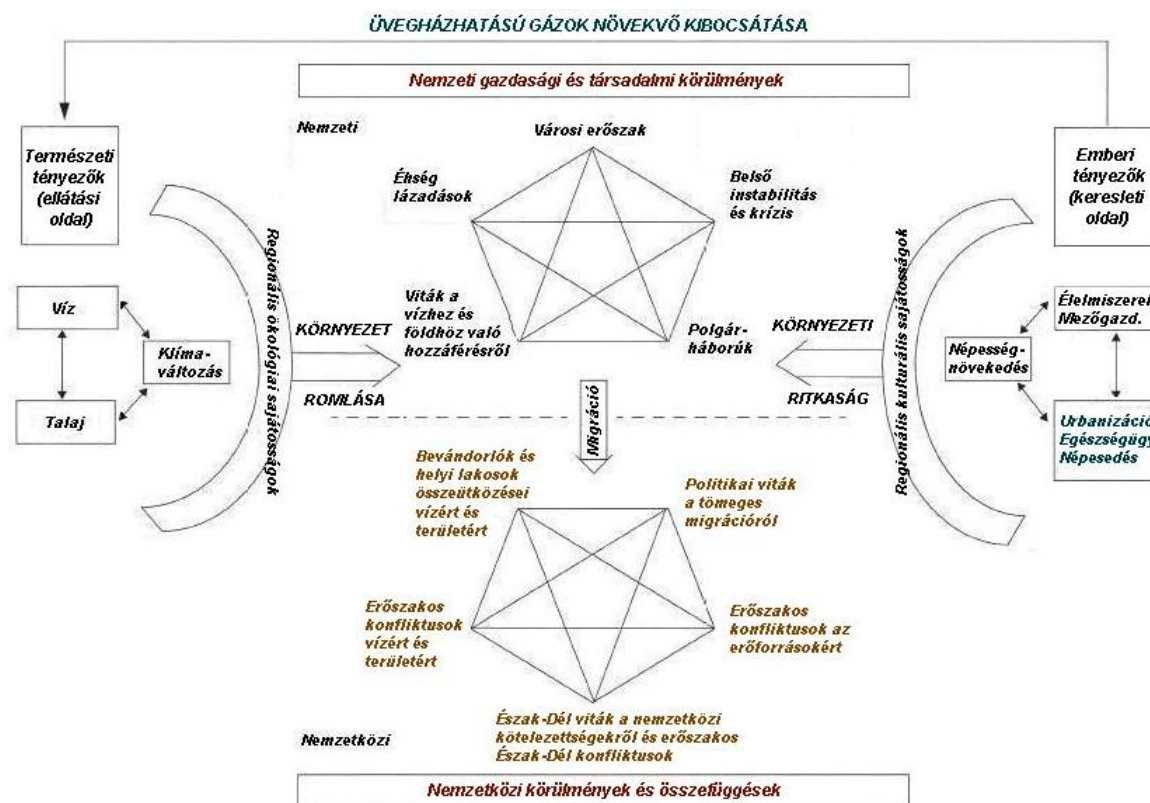 ÜVEGHÁZHATÁSÚ GÁZOK NÖVEKVŐ KIBOCSÁTÁSA
Nemzeti gazdasági és társadalmi körülmények
Nemzeti
Természeti
tényezők
(ellátási
oldal)
Városi erőszak
Éhség
lázadások
Belső
instabilitás
és krízis
Emberi
tényezők
(keresleti
oldal)
Víz
Klíma-
változás
Talaj
Regionális ökológiai sajátosságok
KÖRNYEZET
ROMLÁSA
Viták a
vízhez és
földhöz való
hozzáférésről
Polgár-
háborúk
KÖRNYEZETI
RITKASÁG
Regionális kulturális sajátosságok
Élelmiszerel
Mezőgazd.
Népesség-
növekedés
Urbanizáció
Egészségügy
Népesedés
Migráció
Bevándorlók és
helyi lakosok
összeütközései
vízért és
területért
Politikai viták
a tömeges
migrációról
Erőszakos
konfliktusok
vízért és
területért
Erőszakos
konfliktusok az
erőforrásokért
Észak-Dél viták a nemzetközi
kötelezettségekről és erőszakos
Észak-Dél konfliktusok
Nemzetközi
Nemzetközi körülmények és összefüggések